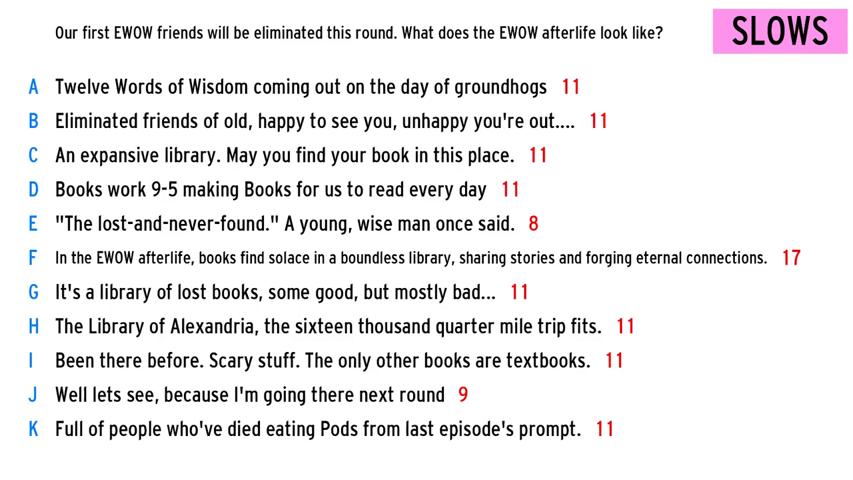 Our first EWOW friends will be eliminated this round. What does the EWOW afterlife look like?
SLOWS
A Twelve Words of Wisdom coming out on the day of groundhogs 11
B Eliminated friends of old, happy to see you, unhappy you're out.... 11
C An expansive library. May you find your book in this place. 11
D Books work 9-5 making Books for us to read every day 11
E "The lost-and-never-found." A young, wise man once said. 8
F In the EWOW afterlife, books find solace in a boundless library, sharing stories and forging eternal connections. 17
G It's a library of lost books, some good, but mostly bad... 11
H The Library of Alexandria, the sixteen thousand quarter mile trip fits. 11
I Been there before. Scary stuff. The only other books are textbooks. 11
J Well lets see, because I'm going there next round 9
K Full of people who've died eating Pods from last episode's prompt. 11